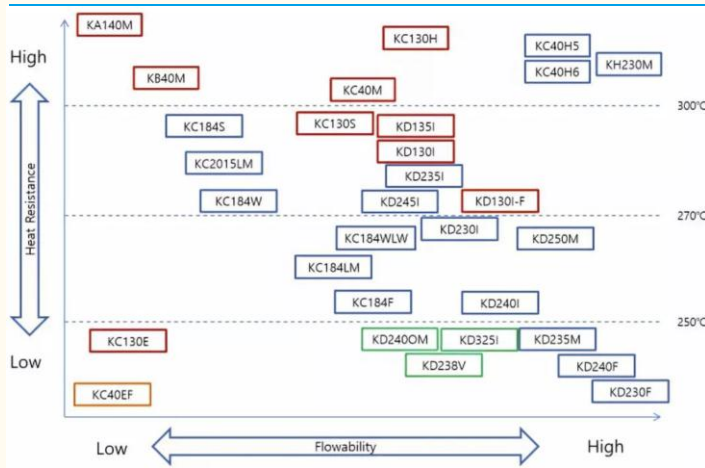 KA140M
KC130H
High
KC40H5
KH230M
KB40M
KC40H6
KC40M
300℃
KC184S
KC130S
KD135I
KD130I
KC2015LM
KD235I
KC184W
KD245I
KD130I-F
270℃
KD230I
KC184WLW
KD250M
KC184LM
KC184F
KD240I
250℃
KC130E
KD240OM
KD325I
KD235M
KD238V
KD240F
KC40EF
KD230F
Heat Resistance
Low
Low
Flowability
High